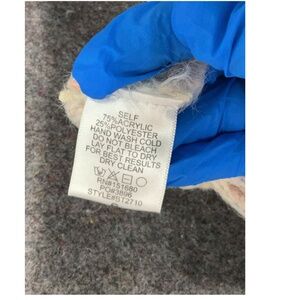 SELF
75%ACRYLIC
25%POLYESTER
HAND WASH COLD
DO NOT BLEACH
LAY FLAT TO DRY
FOR BEST RESULTS
DRY CLEAN
RN#151680
PO#3896
STYLE#ST2710